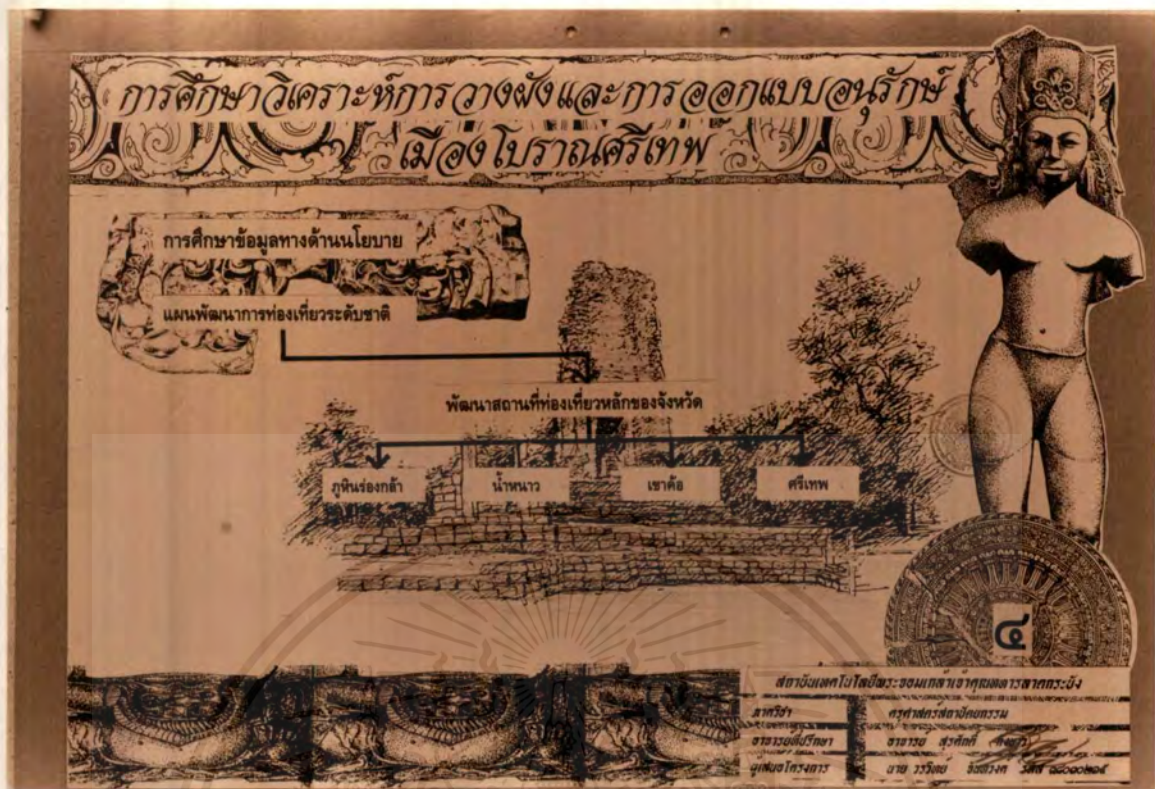 การศึกษาวิเคราะห์การวางผังและการออกแบบอนุรักษ์
เมืองโบราณศรีเทพ
การศึกษาข้อมูลทางด้านนโยบาย
แผนพัฒนาการท่องเที่ยวระดับชาติ
พัฒนาสถานที่ท่องเที่ยวหลักของจังหวัด
ภูหินร่องกล้า น้ำหนาว เขาค้อ ศรีเทพ
๔
สถาบันเทคโนโลยีพระจอมเกล้าเจ้าคุณทหารลาดกระบัง
ภาควิชา ครุศาสตร์สถาปัตยกรรม
อาจารย์ที่ปรึกษา อาจารย์ สุรศักดิ์
ผู้เสนอโครงการ นาย วรวิทย์ รหัส